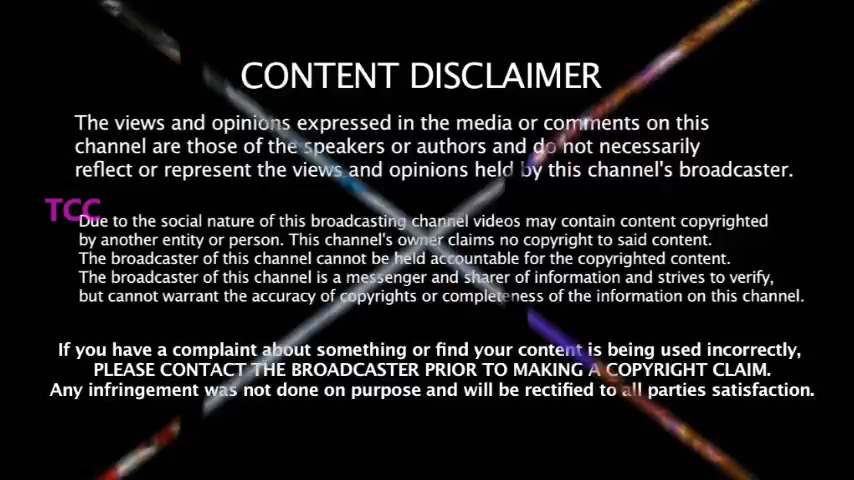 CONTENT DISCLAIMER
The views and opinions expressed in the media or comments on this
channel are those of the speakers or authors and do not necessarily
reflect or represent the views and opinions held by this channel's broadcaster.
TCC
Due to the social nature of this broadcasting channel videos may contain content copyrighted
by another entity or person. This channel's owner claims no copyright to said content.
The broadcaster of this channel cannot be held accountable for the copyrighted content.
The broadcaster of this channel is a messenger and sharer of information and strives to verify,
but cannot warrant the accuracy of copyrights or completeness of the information on this channel.
If you have a complaint about something or find your content is being used incorrectly,
PLEASE CONTACT THE BROADCASTER PRIOR TO MAKING A COPYRIGHT CLAIM.
Any infringement was not done on purpose and will be rectified to all parties satisfaction.